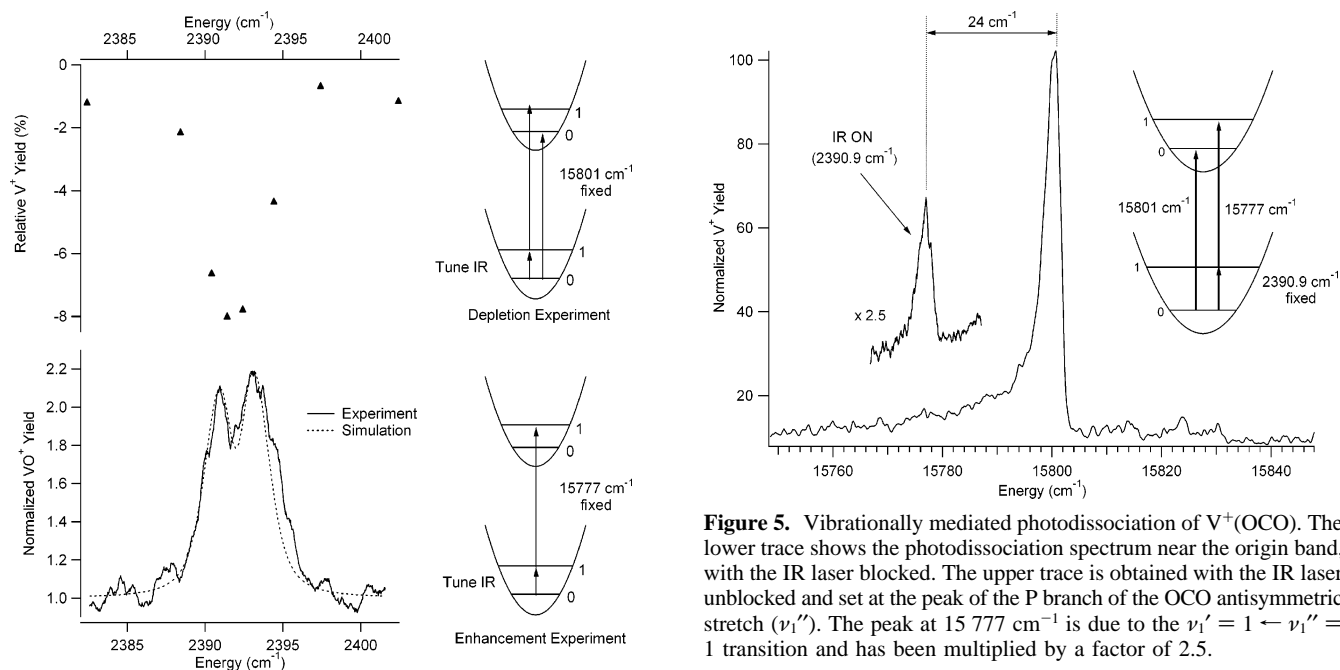 Energy (cm-1)
2385 2391 2395 2400
0
-2
-4
-6
-8
Relative V+ Yield (%)
1
0
15801 cm-1
fixed
1
Tune IR
0
Depletion Experiment
2.2
2.0
1.8
1.6
1.4
1.2
1.0
Normalized VO+ Yield
Experiment
Simulation
2385 2391 2395 2400
Energy (cm-1)
1
0
15777 cm-1
fixed
Tune IR
1
0
Enhancement Experiment
24 cm-1
100
80
60
40
20
Normalized V+ Yield
IR ON
(2390.9 cm-1)
x 2.5
1
0
15801 cm-1
15777 cm-1
1
2390.9 cm-1
fixed
0
15760 15780 15800 15820 15840
Energy (cm-1)
Figure 5. Vibrationally mediated photodissociation of V+(OCO). The
lower trace shows the photodissociation spectrum near the origin band,
with the IR laser blocked. The upper trace is obtained with the IR laser
unblocked and set at the peak of the P branch of the OCO antisymmetric
stretch (ν1′′). The peak at 15 777 cm-1 is due to the ν1′ = 1 ← ν1′′ =
1 transition and has been multiplied by a factor of 2.5.